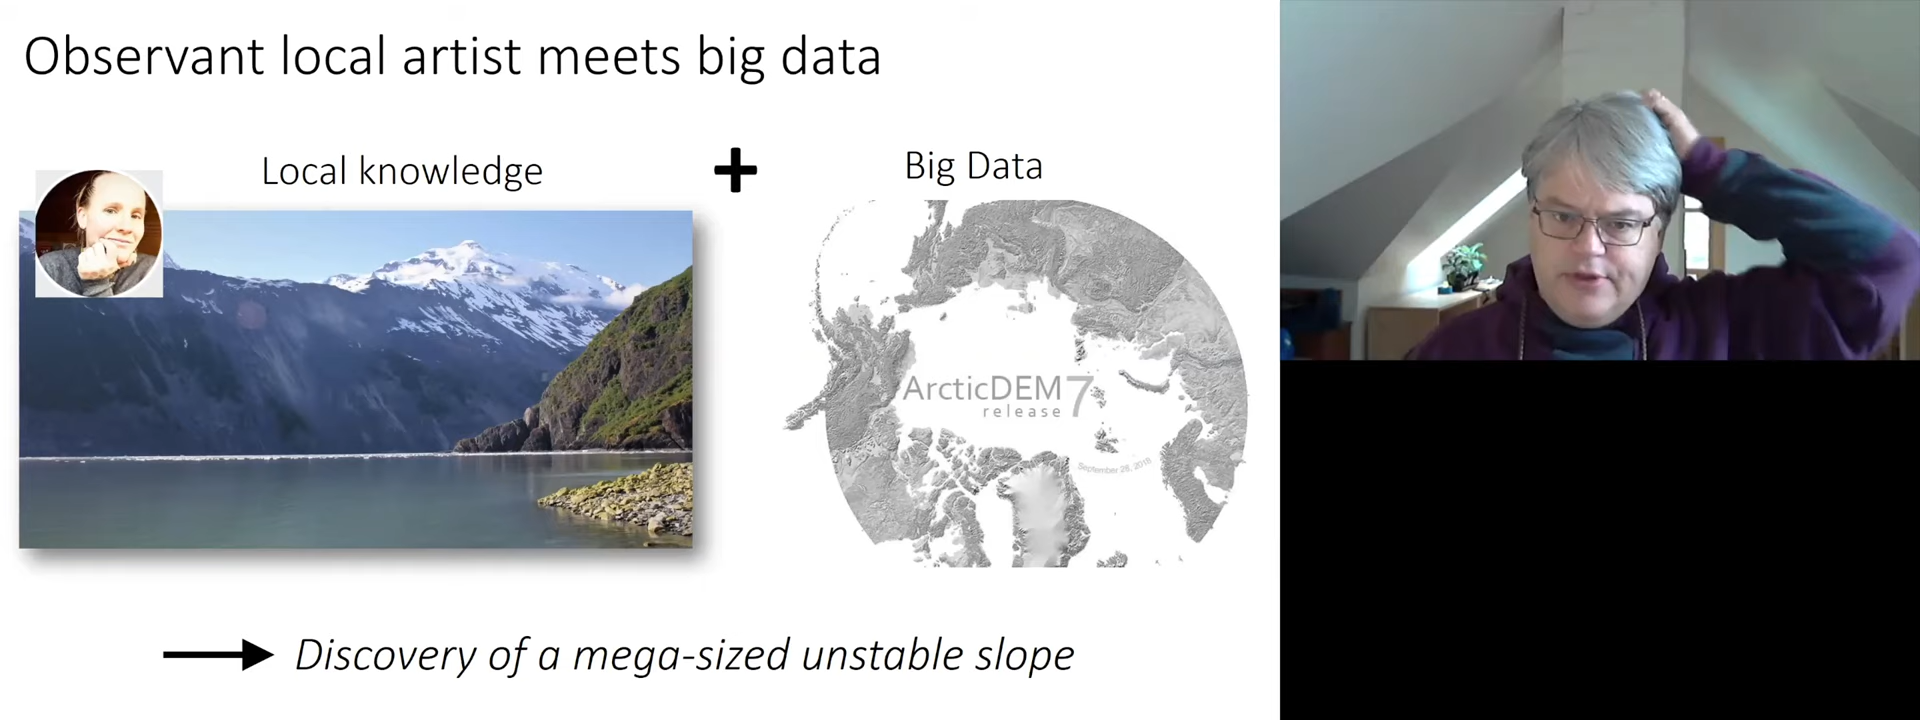 Observant local artist meets big data
Local knowledge
+
Big Data
ArcticDEM 7
release
September 28, 2018
Discovery of a mega-sized unstable slope